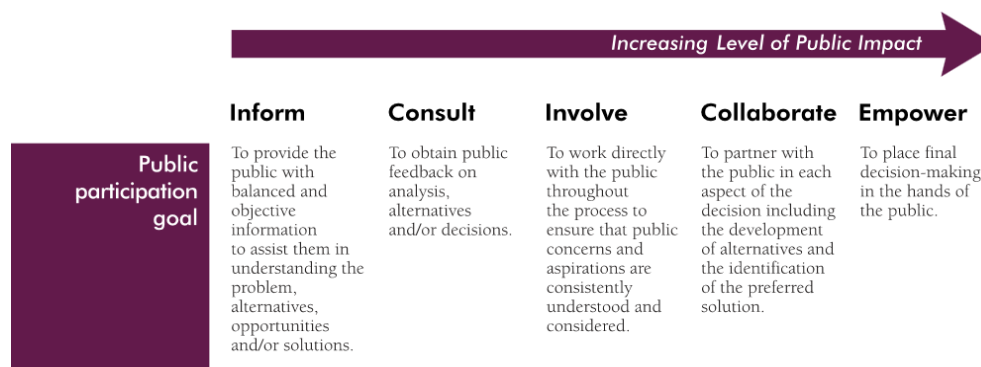 Increasing Level of Public Impact
Inform
Consult
Involve
Collaborate
Empower
Public
participation
goal
To provide the
public with
balanced and
objective
information
to assist them in
understanding the
problem,
alternatives,
opportunities
and/or solutions.
To obtain public
feedback on
analysis,
alternatives
and/or decisions.
To work directly
with the public
throughout
the process to
ensure that public
concerns and
aspirations are
consistently
understood and
considered.
To partner with
the public in each
aspect of the
decision including
the development
of alternatives and
the identification
of the preferred
solution.
To place final
decision-making
in the hands of
the public.